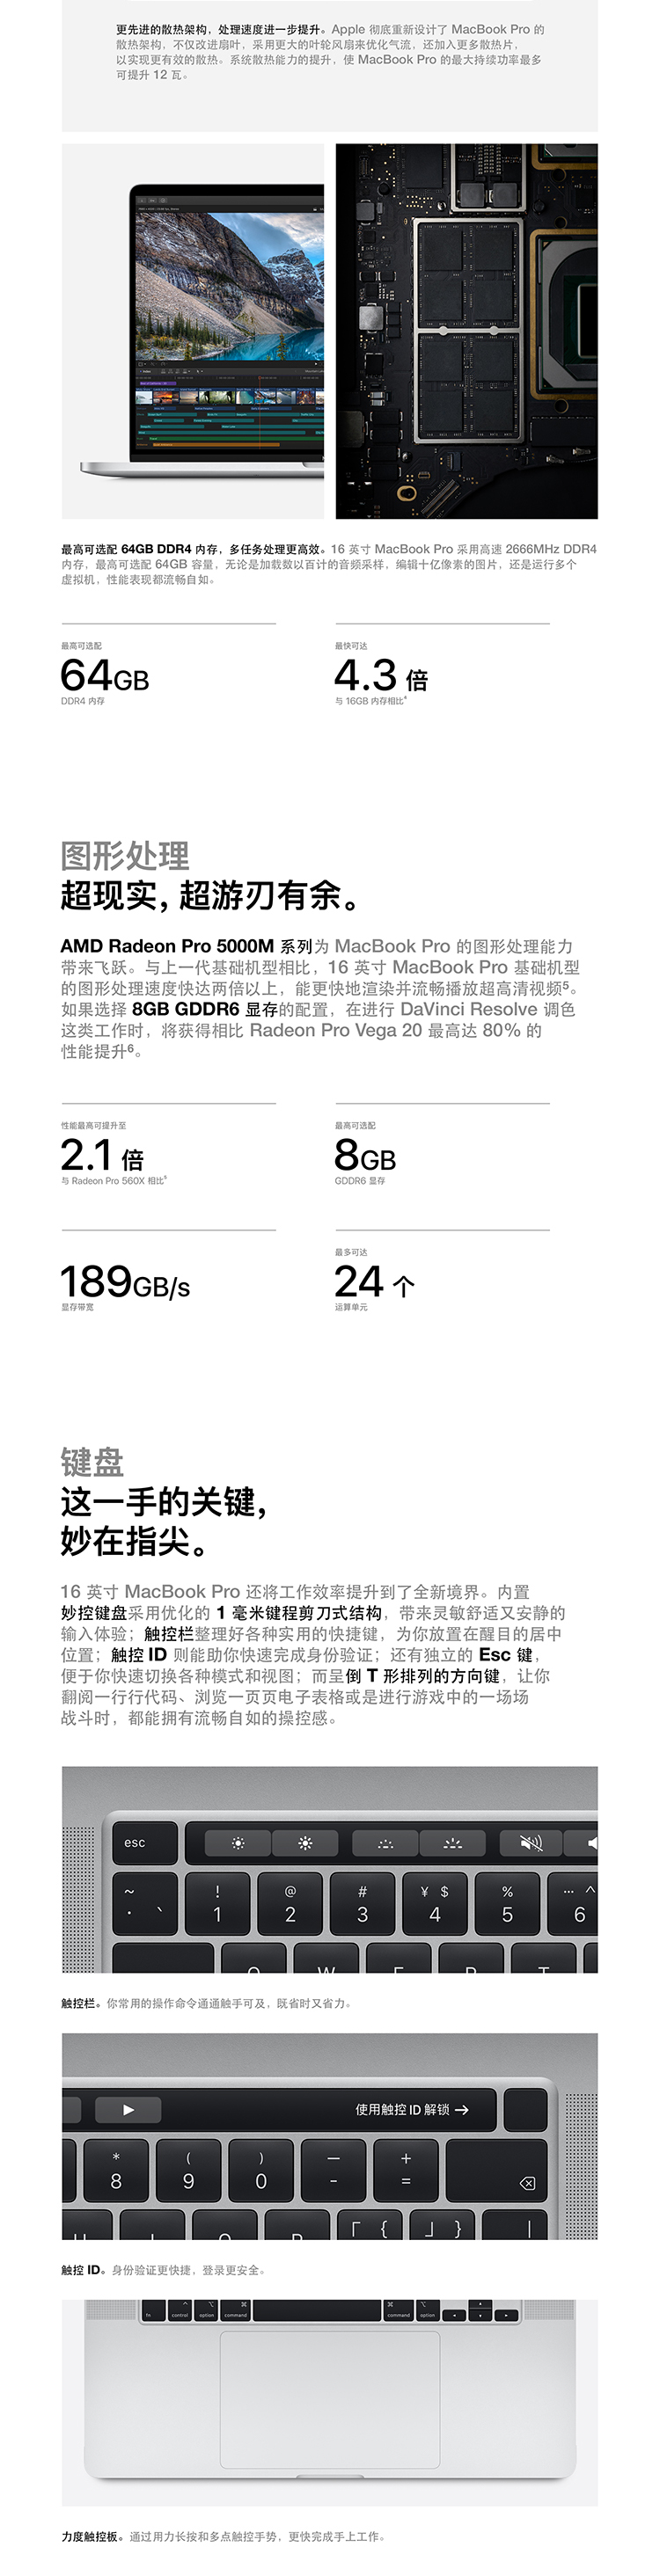 更先进的散热架构，处理速度进一步提升。Apple 彻底重新设计了 MacBook Pro 的
散热架构，不仅改进扇叶，采用更大的叶轮风扇来优化气流，还加入更多散热片，
以实现更有效的散热。系统散热能力的提升，使 MacBook Pro 的最大持续功率最多
可提升 12 瓦。
最高可选配 64GB DDR4 内存，多任务处理更高效。16 英寸 MacBook Pro 采用高速 2666MHz DDR4
内存，最高可选配 64GB 容量，无论是加载数以百计的音频采样，编辑十亿像素的图片，还是运行多个
虚拟机，性能表现都流畅自如。
最高可选配
64GB
DDR4 内存
最快可达
4.3 倍
与 16GB 内存相比⁴
图形处理
超现实，超游刃有余。
AMD Radeon Pro 5000M 系列为 MacBook Pro 的图形处理能力
带来飞跃。与上一代基础机型相比，16 英寸 MacBook Pro 基础机型
的图形处理速度快达两倍以上，能更快地渲染并流畅播放超高清视频⁵。
如果选择 8GB GDDR6 显存的配置，在进行 DaVinci Resolve 调色
这类工作时，将获得相比 Radeon Pro Vega 20 最高达 80% 的
性能提升⁶。
性能最高可提升至
2.1 倍
与 Radeon Pro 560X 相比⁵
最高可选配
8GB
GDDR6 显存
189GB/s
显存带宽
最多可达
24 个
运算单元
键盘
这一手的关键，
妙在指尖。
16 英寸 MacBook Pro 还将工作效率提升到了全新境界。内置
妙控键盘采用优化的 1 毫米键程剪刀式结构，带来灵敏舒适又安静的
输入体验；触控栏整理好各种实用的快捷键，为你放置在醒目的居中
位置；触控 ID 则能助你快速完成身份验证；还有独立的 Esc 键，
便于你快速切换各种模式和视图；而呈倒 T 形排列的方向键，让你
翻阅一行行代码、浏览一页页电子表格或是进行游戏中的一场场
战斗时，都能拥有流畅自如的操控感。
esc
~ ! @ # ¥ $ % … ^
· ` 1 2 3 4 5 6
触控栏。你常用的操作命令通通触手可及，既省时又省力。
使用触控 ID 解锁 →
* ( ) — +
8 9 0 - =
「 { 」 } |
触控 ID。身份验证更快捷，登录更安全。
fn control option command command option
力度触控板。通过用力长按和多点触控手势，更快完成手上工作。